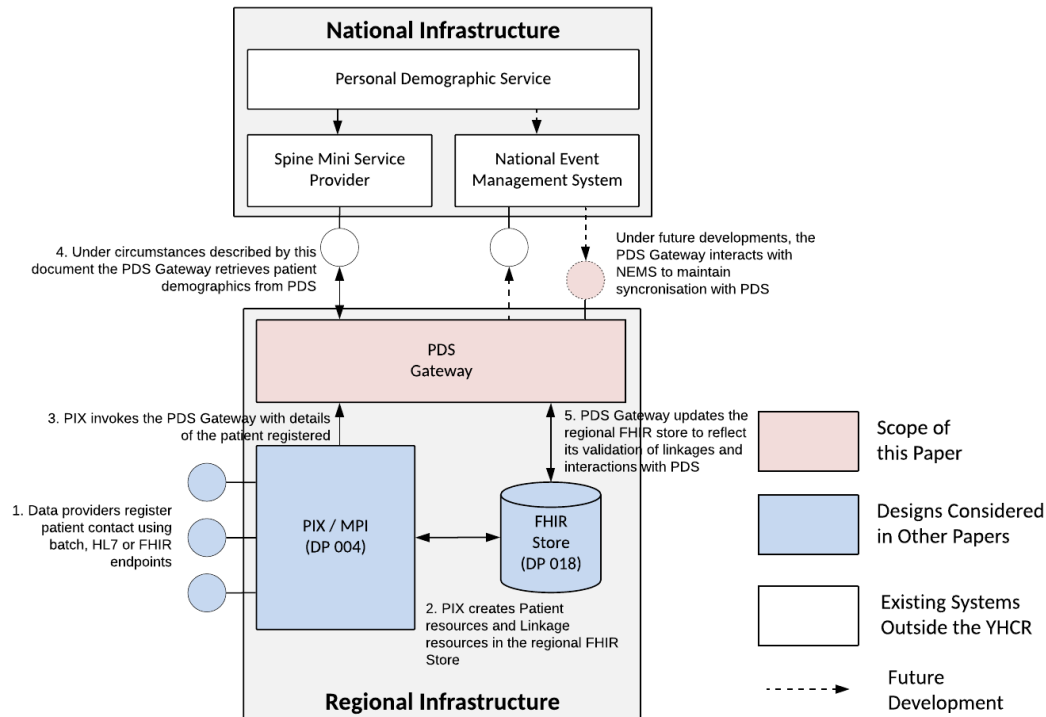 National Infrastructure
Personal Demographic Service
Spine Mini Service
Provider
National Event
Management System
4. Under circumstances described by this
document the PDS Gateway retrieves patient
demographics from PDS
Under future developments, the
PDS Gateway interacts with
NEMS to maintain
syncronisation with PDS
PDS
Gateway
3. PIX invokes the PDS Gateway with details
of the patient registered
5. PDS Gateway updates the
regional FHIR store to reflect
its validation of linkages and
interactions with PDS
1. Data providers register
patient contact using
batch, HL7 or FHIR
endpoints
PIX / MPI
(DP 004)
FHIR
Store
(DP 018)
2. PIX creates Patient
resources and Linkage
resources in the regional FHIR
Store
Regional Infrastructure
Scope of
this Paper
Designs Considered
in Other Papers
Existing Systems
Outside the YHCR
Future
Development